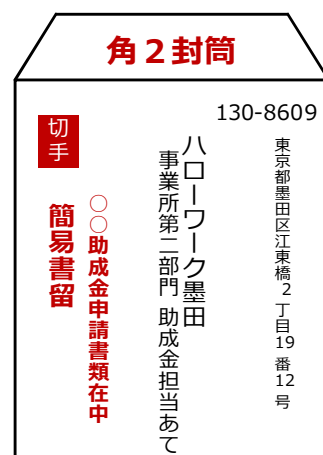 角２封筒
130-8609
東京都墨田区江東橋２丁目19番12号
ハローワーク墨田
事業所第二部門 助成金担当あて
切手
○○助成金申請書類在中
簡易書留